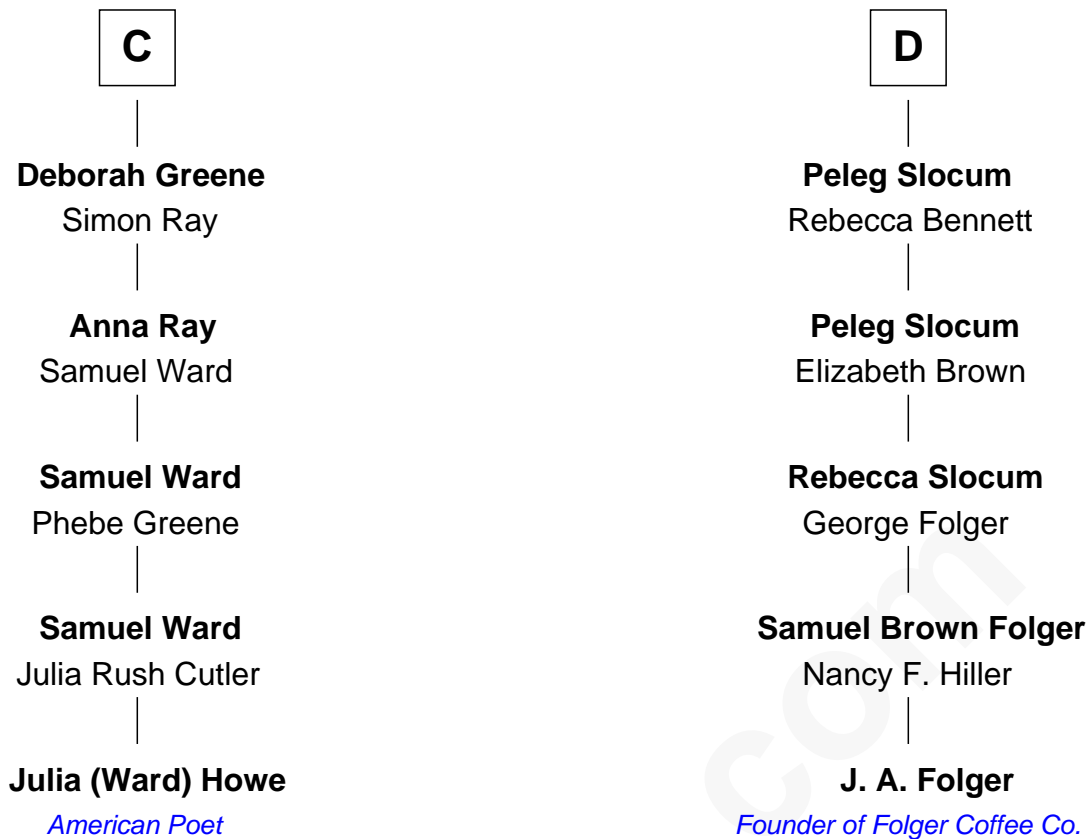 C
Deborah Greene
Simon Ray
Anna Ray
Samuel Ward
Samuel Ward
Phebe Greene
Samuel Ward
Julia Rush Cutler
Julia (Ward) Howe
American Poet
D
Peleg Slocum
Rebecca Bennett
Peleg Slocum
Elizabeth Brown
Rebecca Slocum
George Folger
Samuel Brown Folger
Nancy F. Hiller
J. A. Folger
Founder of Folger Coffee Co.
com